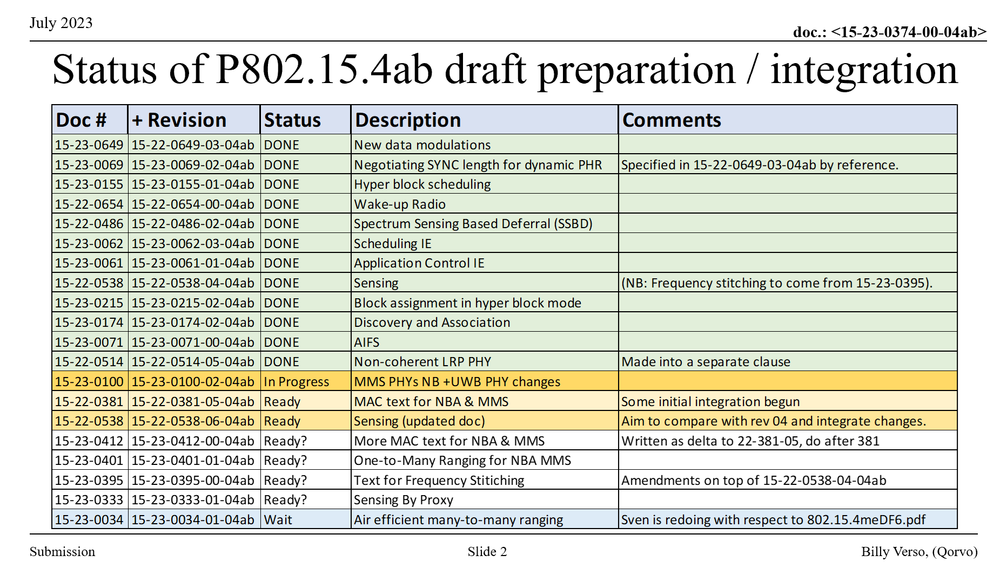 July 2023
doc.: <15-23-0374-00-04ab>
Status of P802.15.4ab draft preparation / integration
Doc # + Revision Status Description Comments
15-23-0649 15-22-0649-03-04ab DONE New data modulations
15-23-0069 15-23-0069-02-04ab DONE Negotiating SYNC length for dynamic PHR Specified in 15-22-0649-03-04ab by reference.
15-23-0155 15-23-0155-01-04ab DONE Hyper block scheduling
15-22-0654 15-22-0654-00-04ab DONE Wake-up Radio
15-22-0486 15-22-0486-02-04ab DONE Spectrum Sensing Based Deferral (SSBD)
15-23-0062 15-23-0062-03-04ab DONE Scheduling IE
15-23-0061 15-23-0061-01-04ab DONE Application Control IE
15-22-0538 15-22-0538-04-04ab DONE Sensing (NB: Frequency stitching to come from 15-23-0395).
15-23-0215 15-23-0215-02-04ab DONE Block assignment in hyper block mode
15-23-0174 15-23-0174-02-04ab DONE Discovery and Association
15-23-0071 15-23-0071-00-04ab DONE AIFS
15-22-0514 15-22-0514-05-04ab DONE Non-coherent LRP PHY Made into a separate clause
15-23-0100 15-23-0100-02-04ab In Progress MMS PHYs NB +UWB PHY changes
15-22-0381 15-22-0381-05-04ab Ready MAC text for NBA & MMS Some initial integration begun
15-22-0538 15-22-0538-06-04ab Ready Sensing (updated doc) Aim to compare with rev 04 and integrate changes.
15-23-0412 15-23-0412-00-04ab Ready? More MAC text for NBA & MMS Written as delta to 22-381-05, do after 381
15-23-0401 15-23-0401-01-04ab Ready? One-to-Many Ranging for NBA MMS
15-23-0395 15-23-0395-00-04ab Ready? Text for Frequency Stitiching Amendments on top of 15-22-0538-04-04ab
15-23-0333 15-23-0333-01-04ab Ready? Sensing By Proxy
15-23-0034 15-23-0034-01-04ab Wait Air efficient many-to-many ranging Sven is redoing with respect to 802.15.4meDF6.pdf
Submission Slide 2 Billy Verso, (Qorvo)